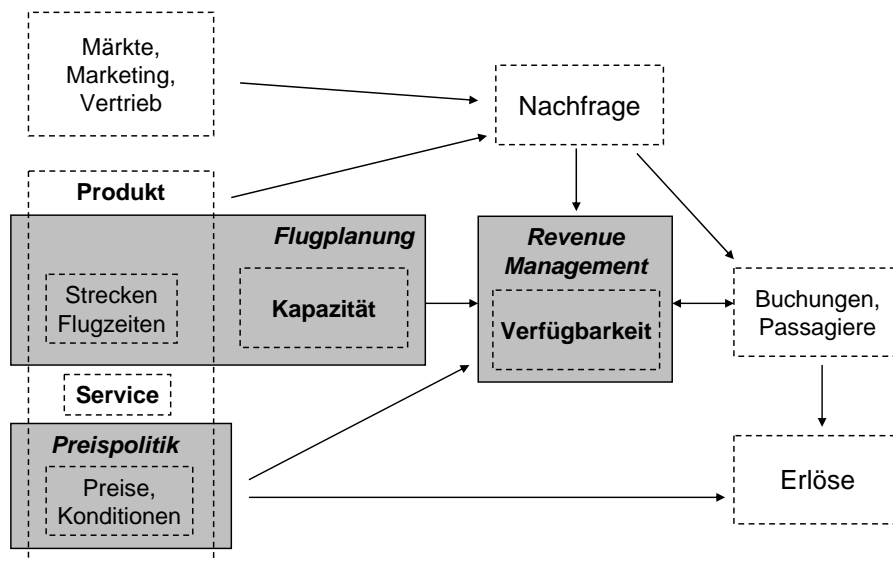 Märkte,
Marketing,
Vertrieb
Nachfrage
Produkt
Flugplanung
Strecken
Flugzeiten
Kapazität
Revenue
Management
Verfügbarkeit
Buchungen,
Passagiere
Service
Preispolitik
Preise,
Konditionen
Erlöse